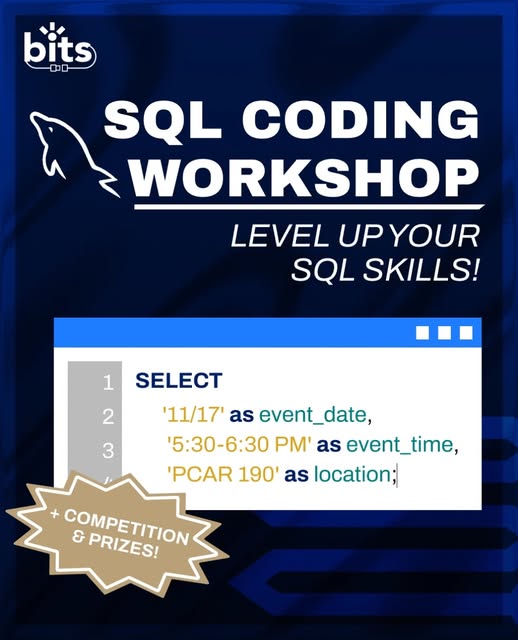 bits
SQL CODING
WORKSHOP
LEVEL UP YOUR
SQL SKILLS!
1 SELECT
2 '11/17' as event_date,
3 '5:30-6:30 PM' as event_time,
'PCAR 190' as location;
+ COMPETITION
& PRIZES!